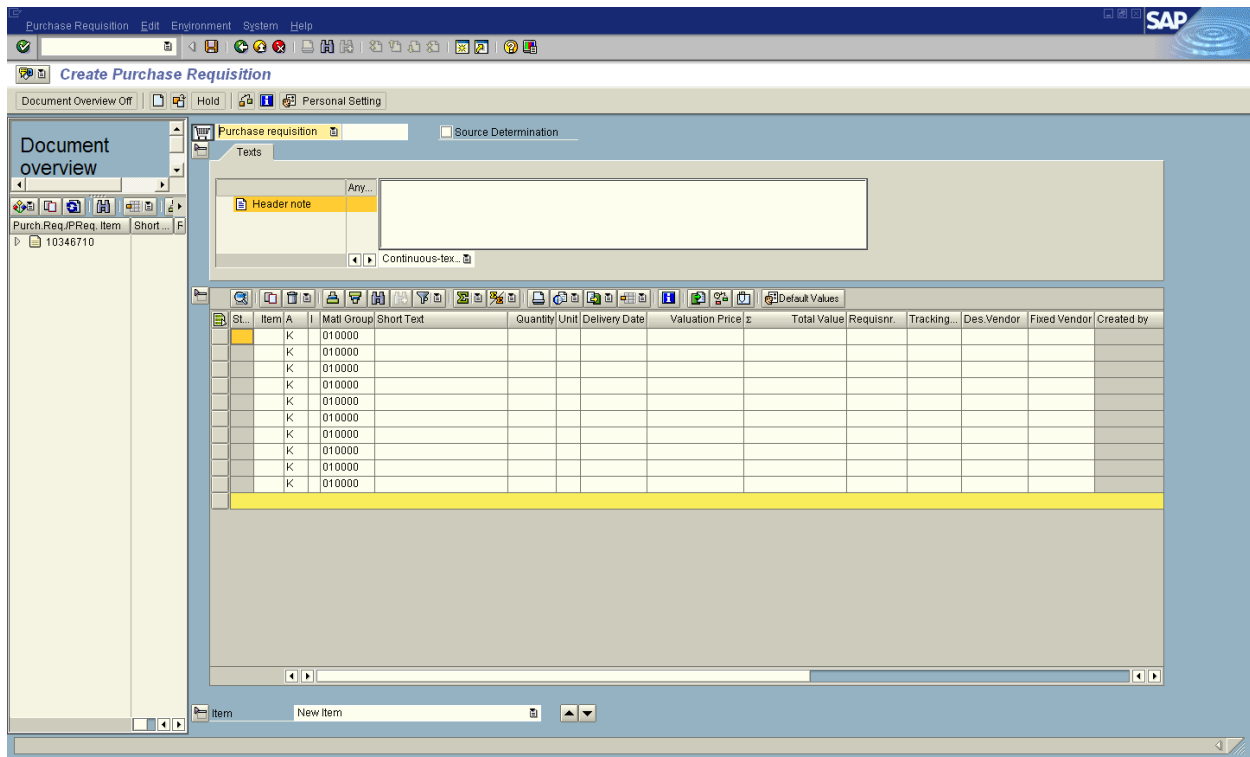 Purchase Requisition Edit Environment System Help
SAP
Create Purchase Requisition
Document Overview Off Hold Personal Setting
Document
overview
Purchase requisition Source Determination
Texts
Any...
Header note
Continuous-tex...
Purch.Req./PReq. Item Short ... F
10346710
Default Values
St... Item A I Matl Group Short Text Quantity Unit Delivery Date Valuation Price Σ Total Value Requisnr. Tracking... Des.Vendor Fixed Vendor Created by
K 010000
K 010000
K 010000
K 010000
K 010000
K 010000
K 010000
K 010000
K 010000
K 010000
Item New Item